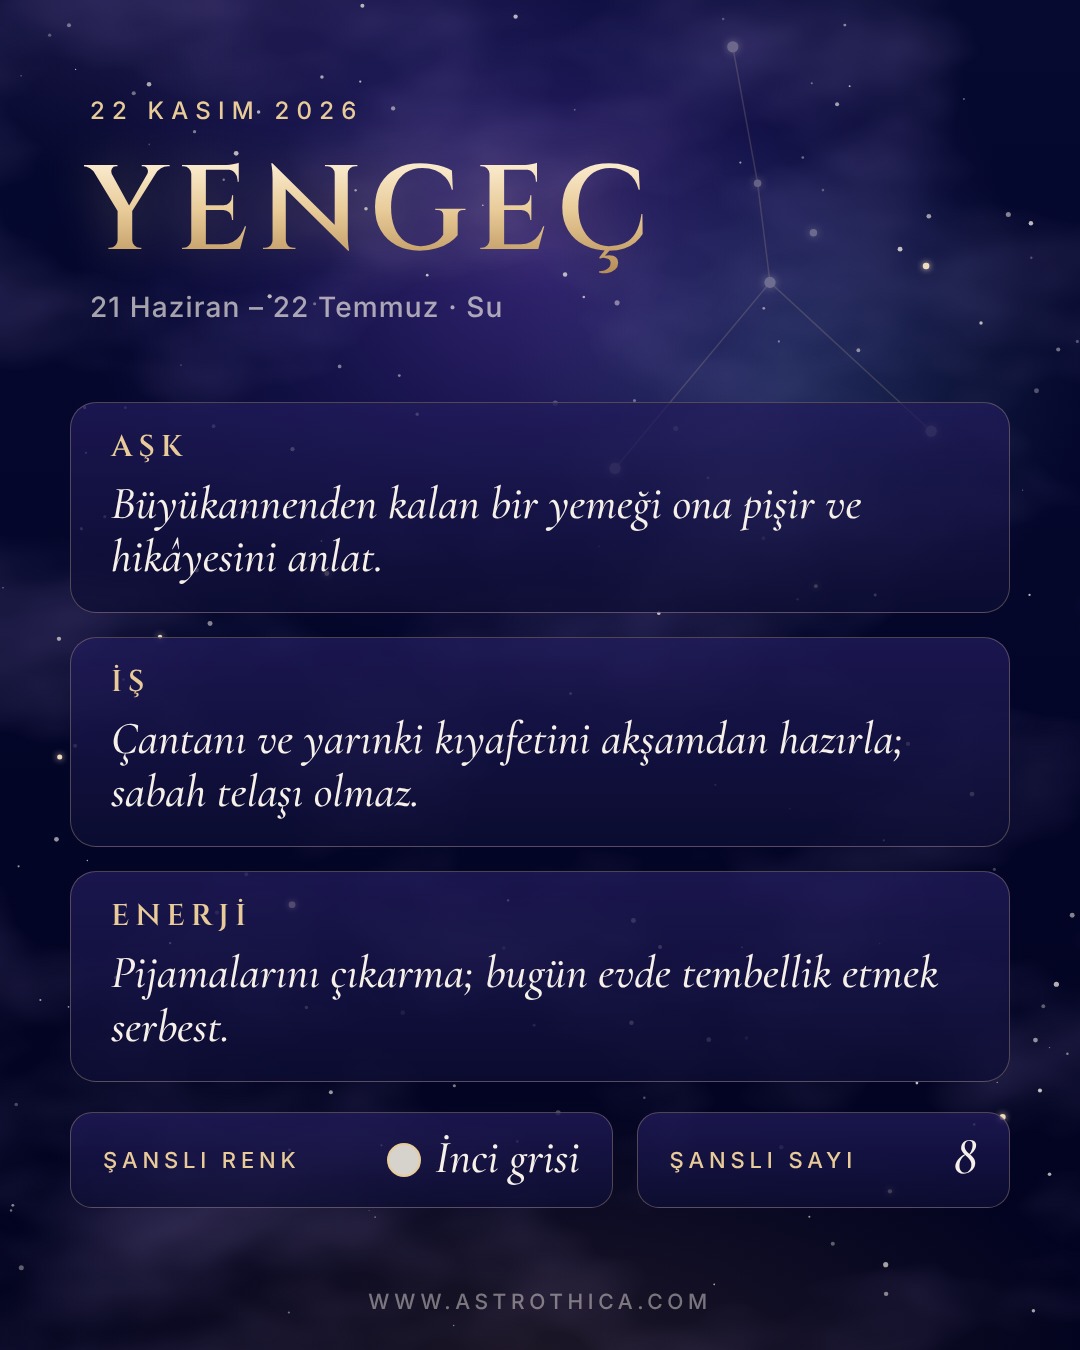 22 KASIM 2026
YENGEÇ
21 Haziran – 22 Temmuz · Su
AŞK
Büyükannenden kalan bir yemeği ona pişir ve
hikâyesini anlat.
İŞ
Çantanı ve yarınki kıyafetini akşamdan hazırla;
sabah telaşı olmaz.
ENERJİ
Pijamalarını çıkarma; bugün evde tembellik etmek
serbest.
ŞANSLI RENK İnci grisi
ŞANSLI SAYI 8
WWW.ASTROTHICA.COM